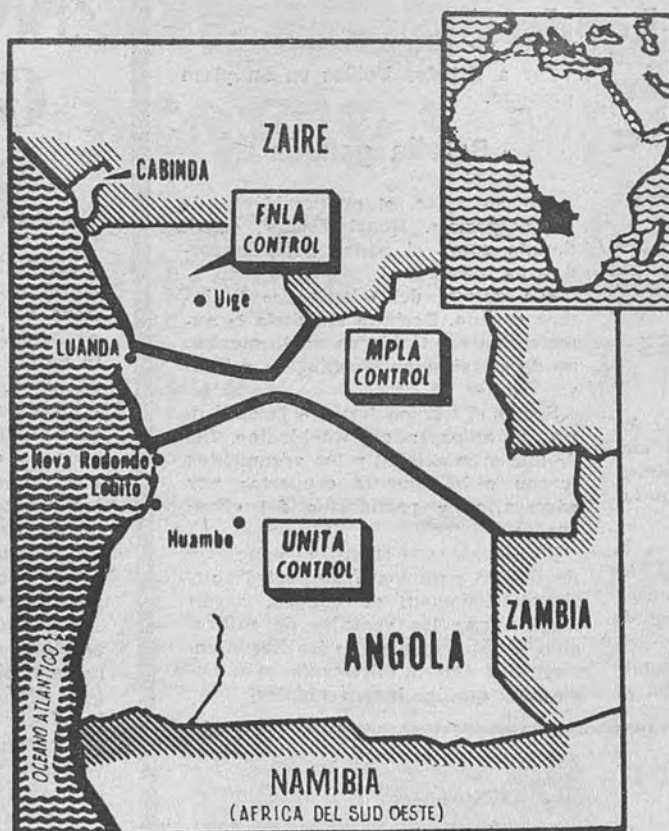 ZAIRE
CABINDA
FNLA
CONTROL
Uige
LUANDA
MPLA
CONTROL
Nova Redondo
Lobito
Huambo
UNITA
CONTROL
ANGOLA
ZAMBIA
OCEANO ATLANTICO
NAMIBIA
(AFRICA DEL SUD OESTE)